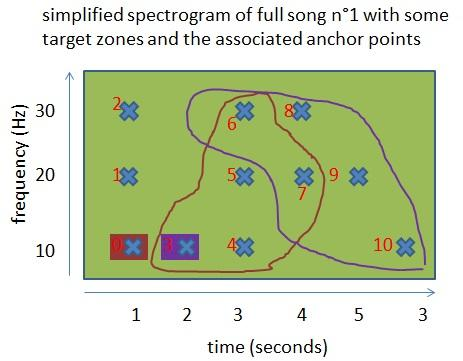 simplified spectrogram of full song n°1 with some
target zones and the associated anchor points
frequency (Hz)
30
20
10
2
6
8
1
5
7
9
0
3
4
10
1 2 3 4 5 3
time (seconds)